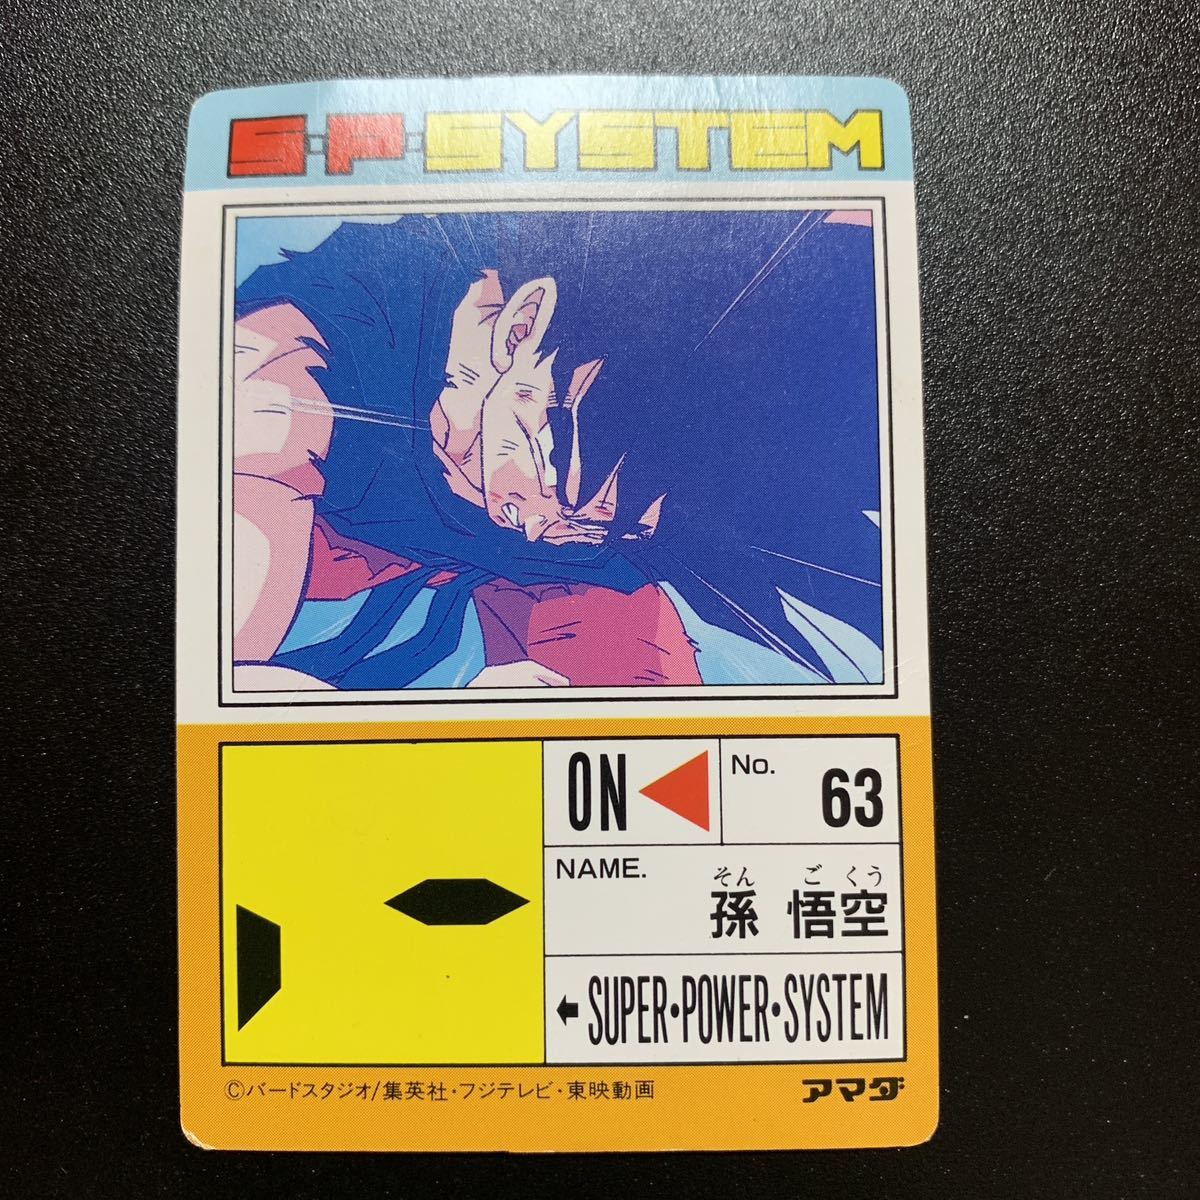 S・P・SYSTEM
ON
No.
63
NAME.
そん ご くう
孫 悟空
SUPER・POWER・SYSTEM
©バードスタジオ/集英社・フジテレビ・東映動画
アマダ